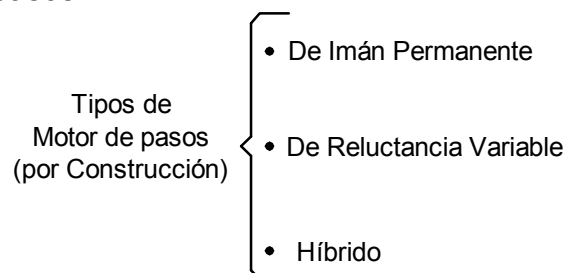 Tipos de
Motor de pasos
(por Construcción)
• De Imán Permanente
• De Reluctancia Variable
• Híbrido